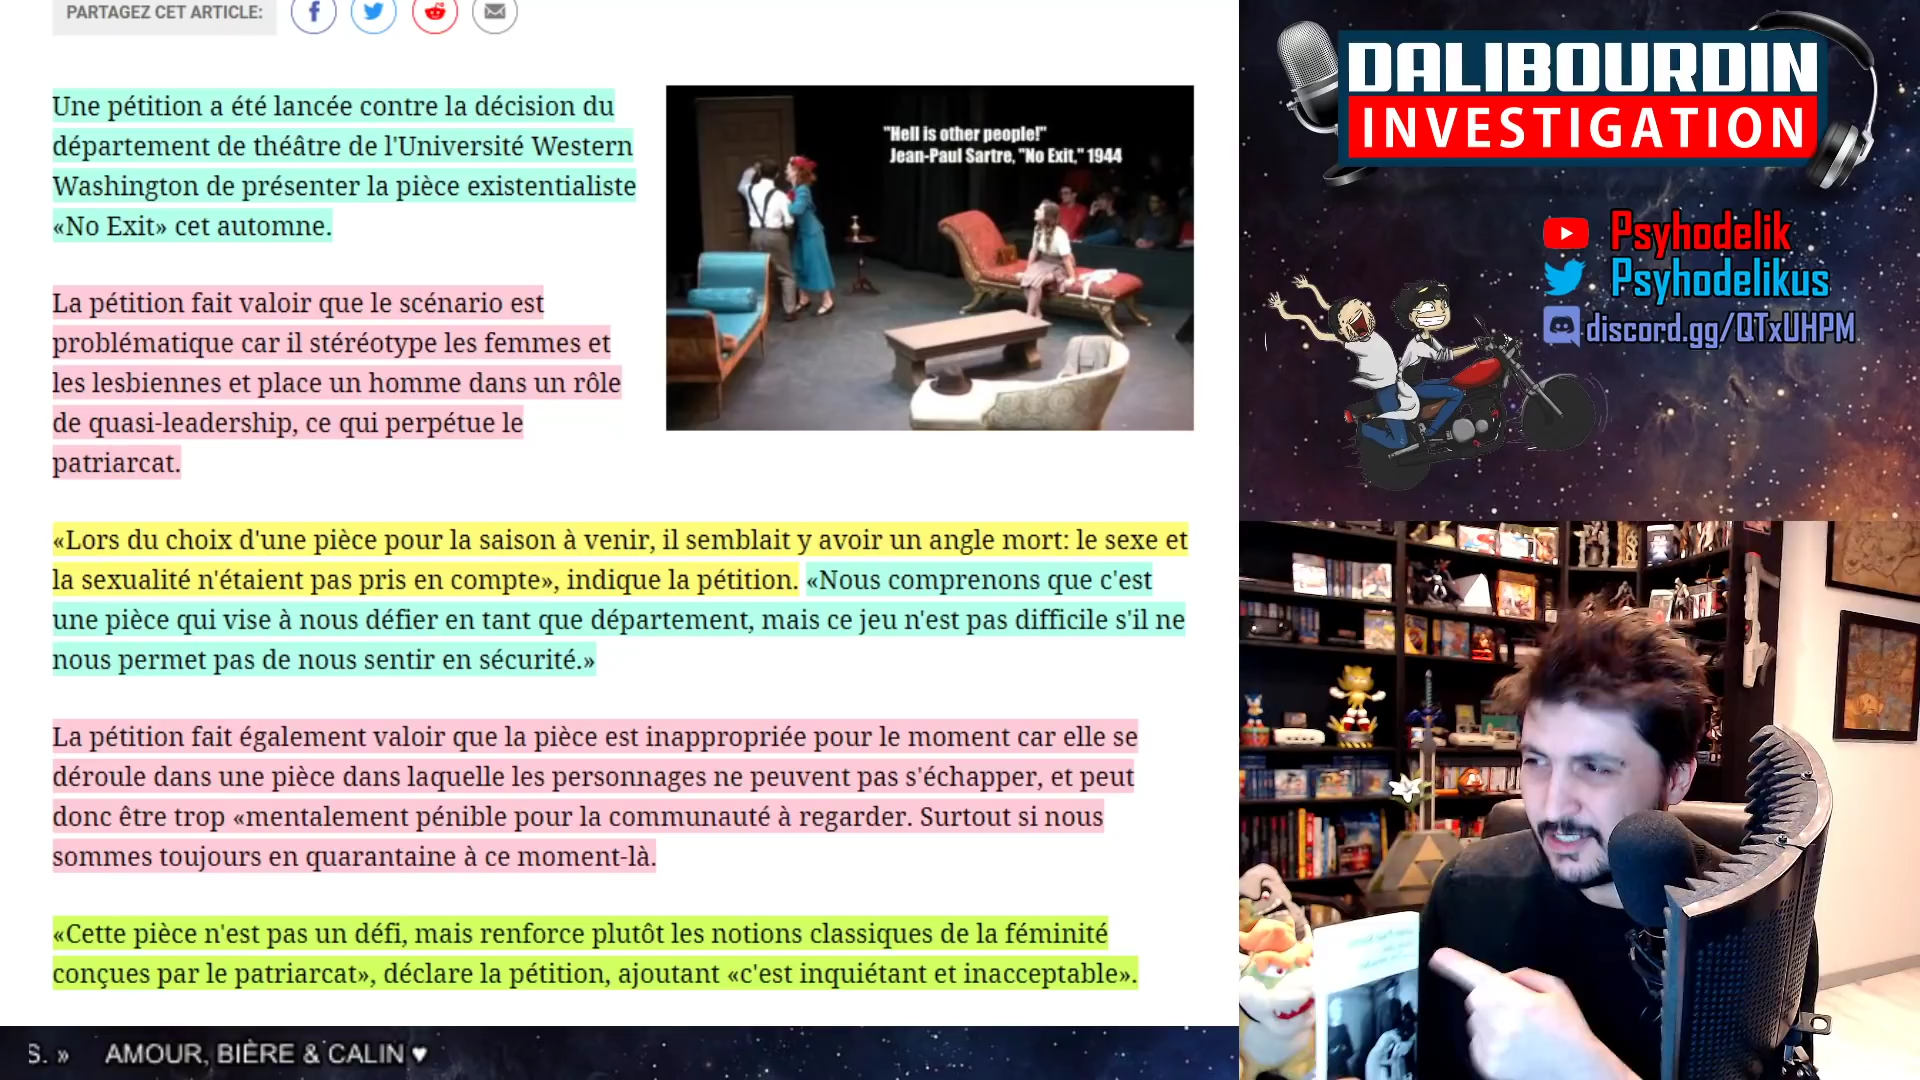 PARTAGEZ CET ARTICLE:
Une pétition a été lancée contre la décision du
département de théâtre de l'Université Western
Washington de présenter la pièce existentialiste
«No Exit» cet automne.
"Hell is other people!"
Jean-Paul Sartre, "No Exit," 1944
La pétition fait valoir que le scénario est
problématique car il stéréotype les femmes et
les lesbiennes et place un homme dans un rôle
de quasi-leadership, ce qui perpétue le
patriarcat.
«Lors du choix d'une pièce pour la saison à venir, il semblait y avoir un angle mort: le sexe et
la sexualité n'étaient pas pris en compte», indique la pétition. «Nous comprenons que c'est
une pièce qui vise à nous défier en tant que département, mais ce jeu n'est pas difficile s'il ne
nous permet pas de nous sentir en sécurité.»
La pétition fait également valoir que la pièce est inappropriée pour le moment car elle se
déroule dans une pièce dans laquelle les personnages ne peuvent pas s'échapper, et peut
donc être trop «mentalement pénible pour la communauté à regarder. Surtout si nous
sommes toujours en quarantaine à ce moment-là.
«Cette pièce n'est pas un défi, mais renforce plutôt les notions classiques de la féminité
conçues par le patriarcat», déclare la pétition, ajoutant «c'est inquiétant et inacceptable».
S. » AMOUR, BIÈRE & CALIN ♥
DALIBOURDIN
INVESTIGATION
Psyhodelik
Psyhodelikus
discord.gg/QTxUHPM